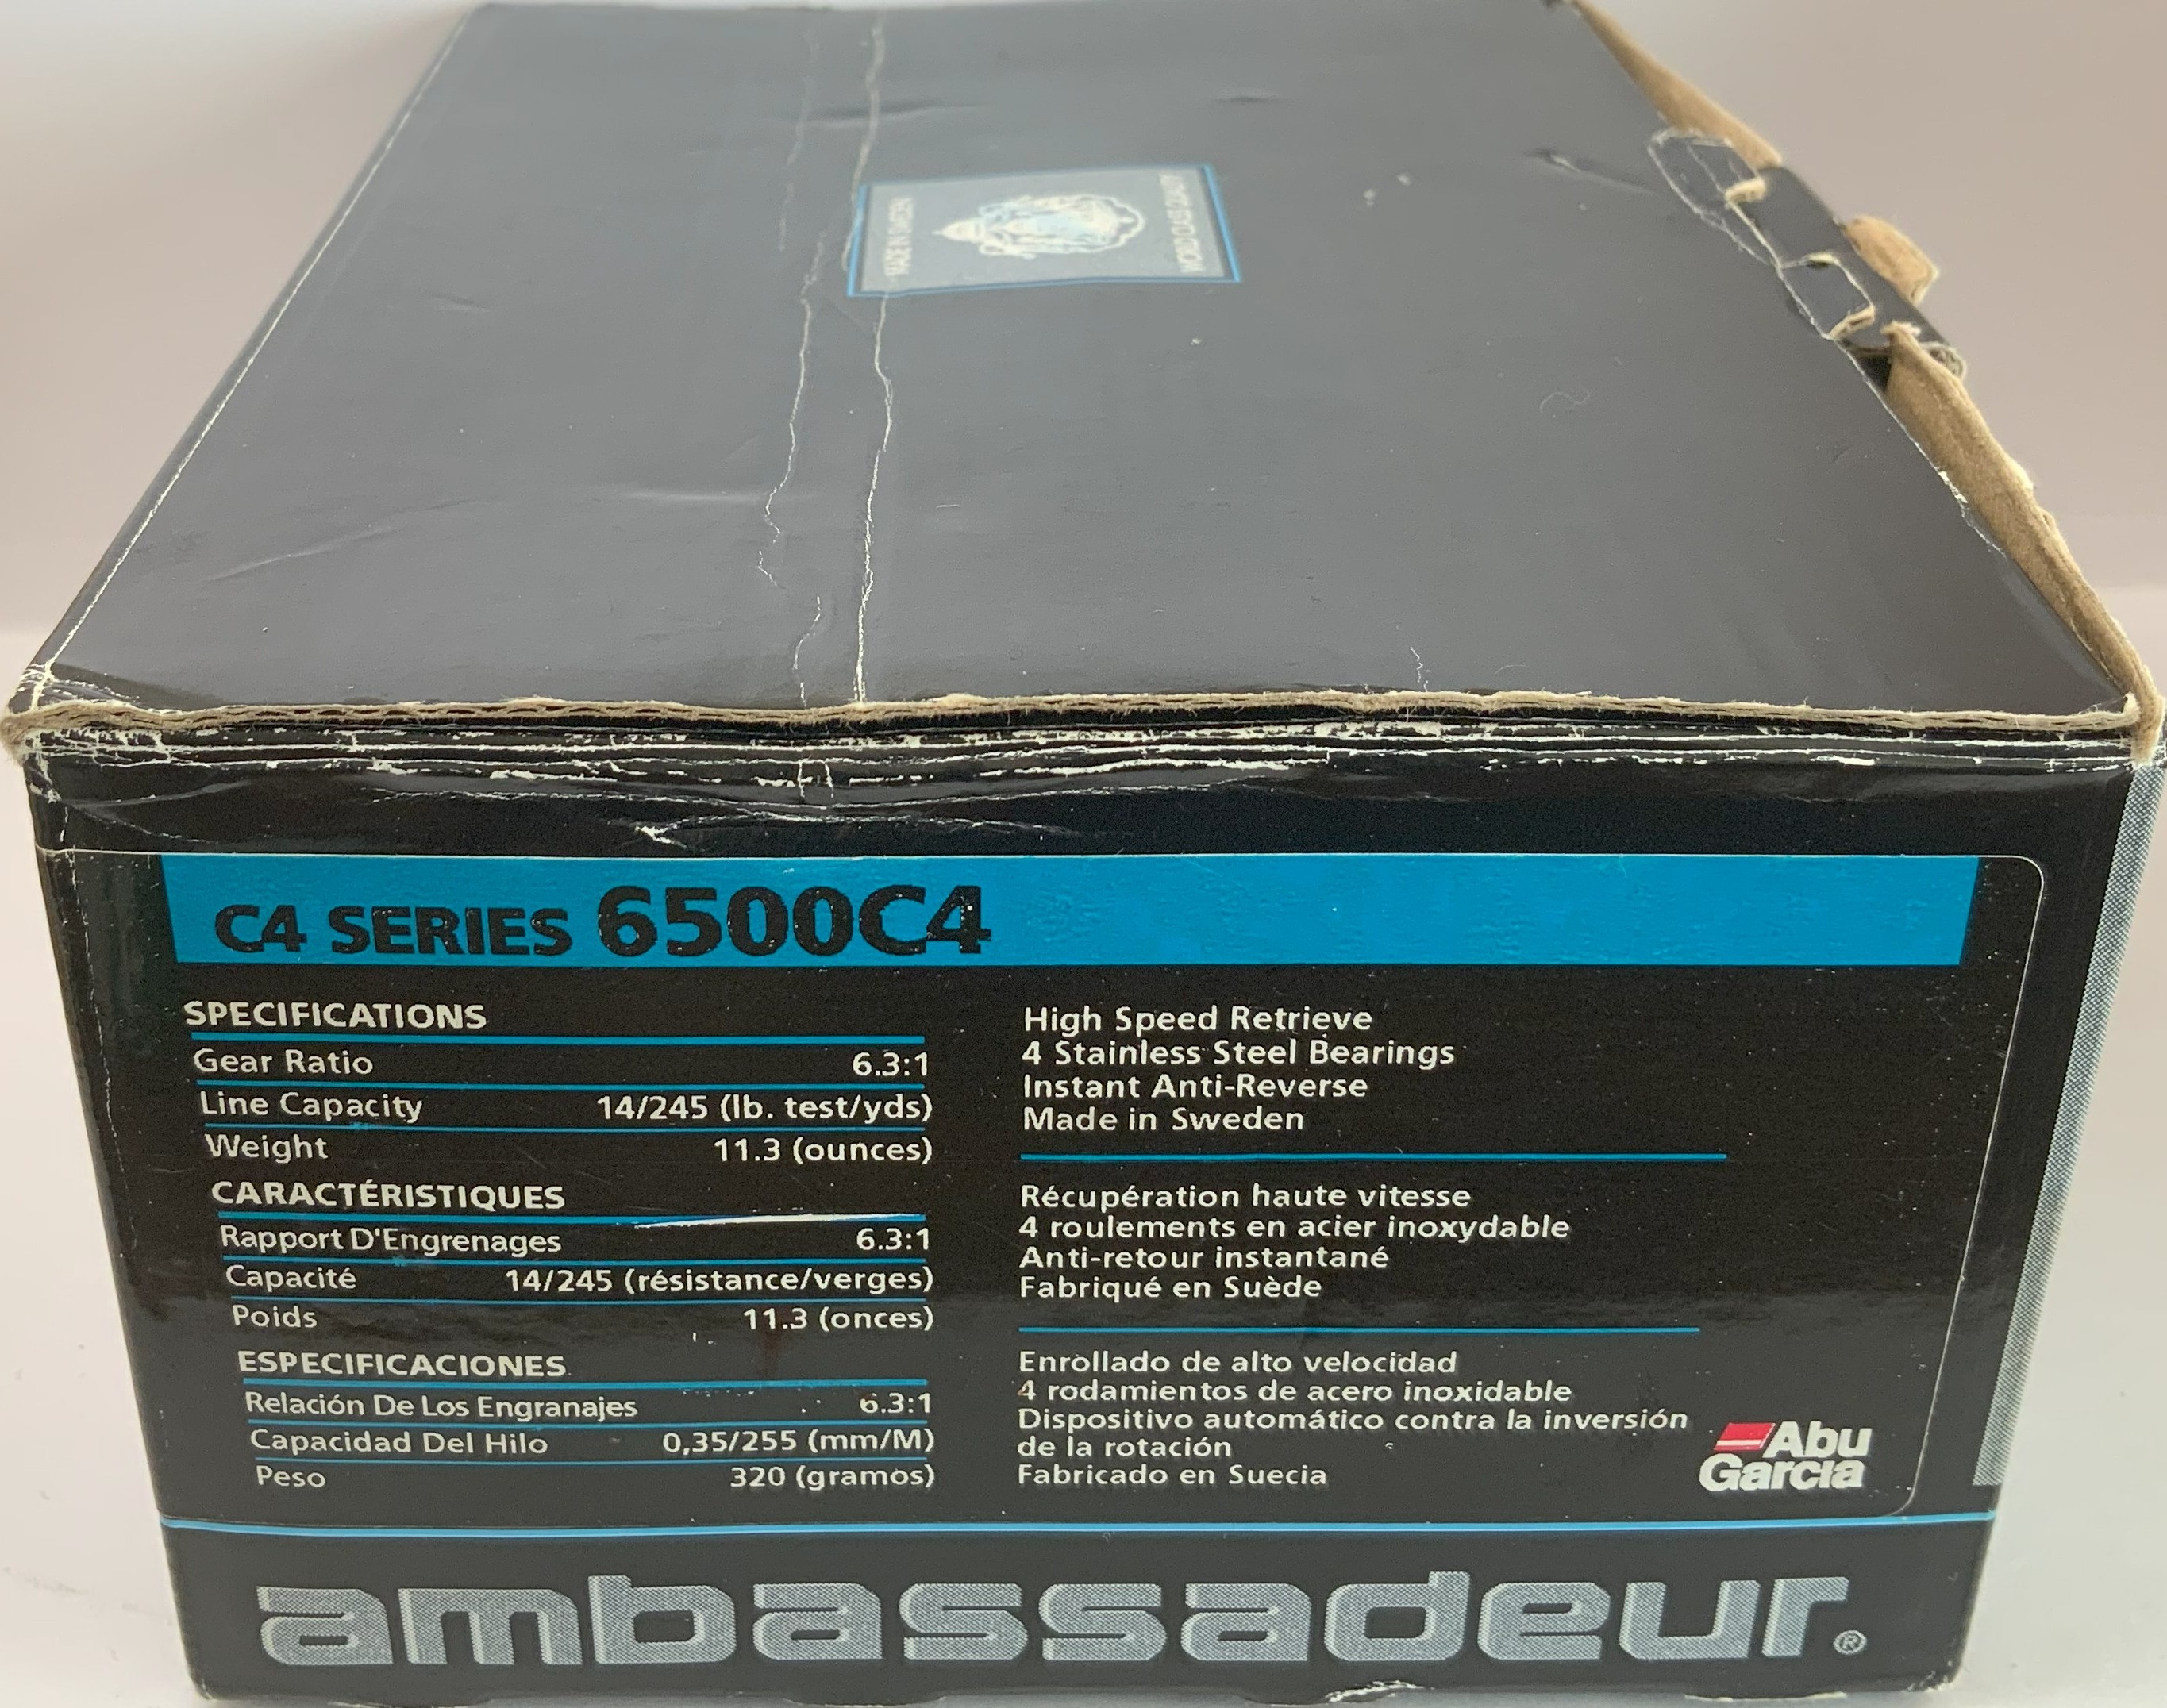 MADE IN SWEDEN
WORLD CLASS QUALITY
C4 SERIES 6500C4
SPECIFICATIONS
Gear Ratio 6.3:1
Line Capacity 14/245 (lb. test/yds)
Weight 11.3 (ounces)
CARACTÉRISTIQUES
Rapport D'Engrenages 6.3:1
Capacité 14/245 (résistance/verges)
Poids 11.3 (onces)
ESPECIFICACIONES
Relación De Los Engranajes 6.3:1
Capacidad Del Hilo 0,35/255 (mm/M)
Peso 320 (gramos)
High Speed Retrieve
4 Stainless Steel Bearings
Instant Anti-Reverse
Made in Sweden
Récupération haute vitesse
4 roulements en acier inoxydable
Anti-retour instantané
Fabriqué en Suède
Enrollado de alto velocidad
4 rodamientos de acero inoxidable
Dispositivo automático contra la inversión
de la rotación
Fabricado en Suecia
Abu
Garcia
ambassadeur®